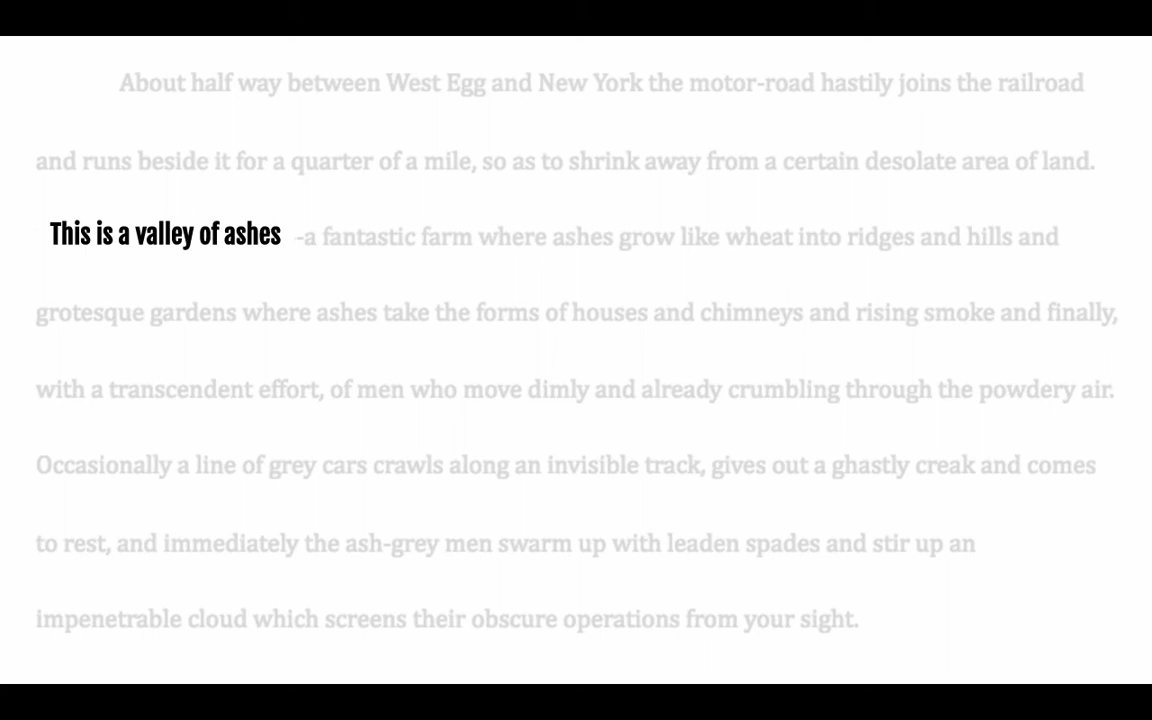 About half way between West Egg and New York the motor-road hastily joins the railroad
and runs beside it for a quarter of a mile, so as to shrink away from a certain desolate area of land.
This is a valley of ashes -a fantastic farm where ashes grow like wheat into ridges and hills and
grotesque gardens where ashes take the forms of houses and chimneys and rising smoke and finally,
with a transcendent effort, of men who move dimly and already crumbling through the powdery air.
Occasionally a line of grey cars crawls along an invisible track, gives out a ghastly creak and comes
to rest, and immediately the ash-grey men swarm up with leaden spades and stir up an
impenetrable cloud which screens their obscure operations from your sight.